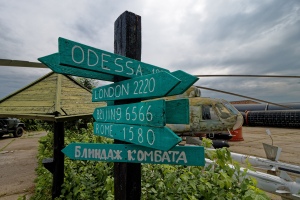 ODESSA
LONDON 2220
BEIJING 6566
ROME 1580
Блиндаж КОМБАТА